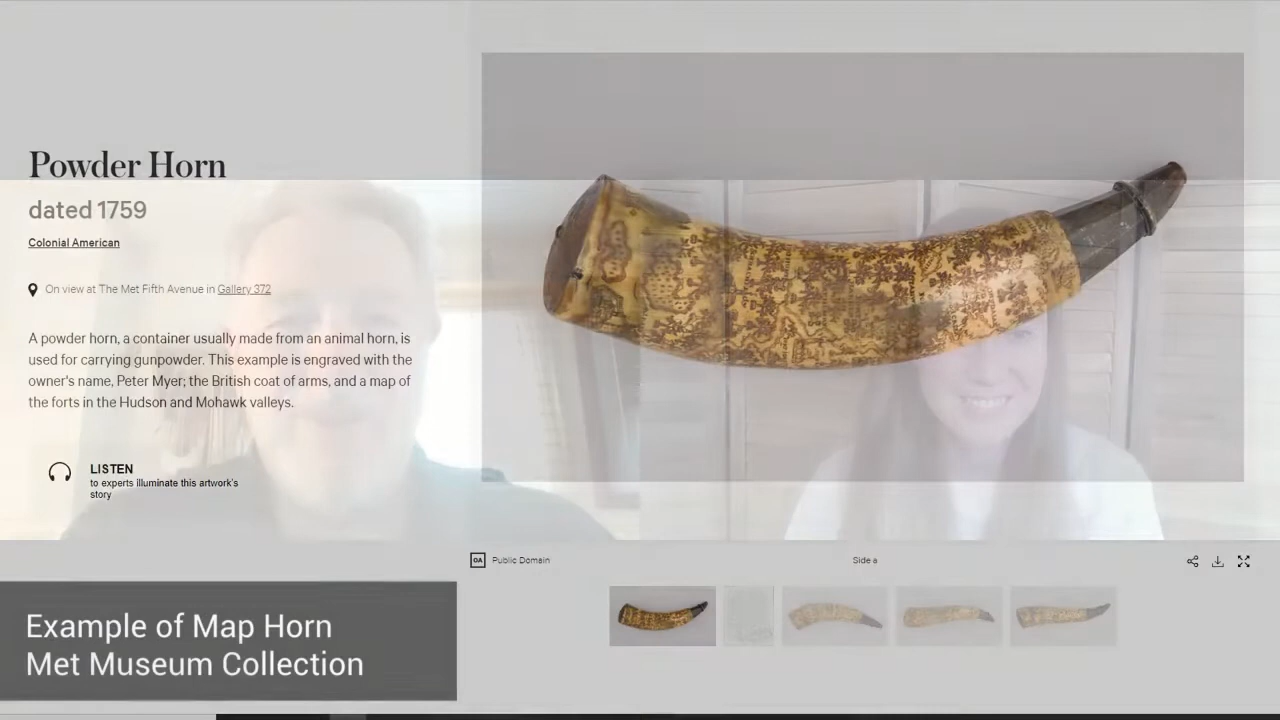 Powder Horn
dated 1759
Colonial American
On view at The Met Fifth Avenue in Gallery 372
A powder horn, a container usually made from an animal horn, is
used for carrying gunpowder. This example is engraved with the
owner's name, Peter Myer; the British coat of arms, and a map of
the forts in the Hudson and Mohawk valleys.
LISTEN
to experts illuminate this artwork's
story
OA Public Domain
Side a
Example of Map Horn
Met Museum Collection